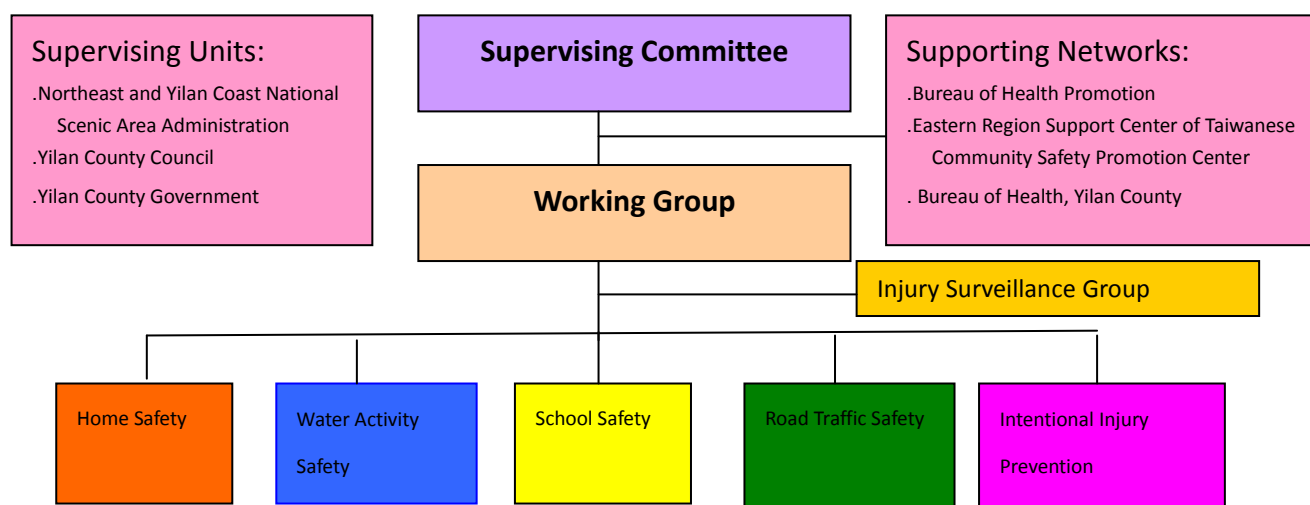 Supervising Units:
.Northeast and Yilan Coast National
Scenic Area Administration
.Yilan County Council
.Yilan County Government
Supervising Committee
Supporting Networks:
.Bureau of Health Promotion
.Eastern Region Support Center of Taiwanese
Community Safety Promotion Center
. Bureau of Health, Yilan County
Working Group
Injury Surveillance Group
Home Safety
Water Activity
Safety
School Safety
Road Traffic Safety
Intentional Injury
Prevention